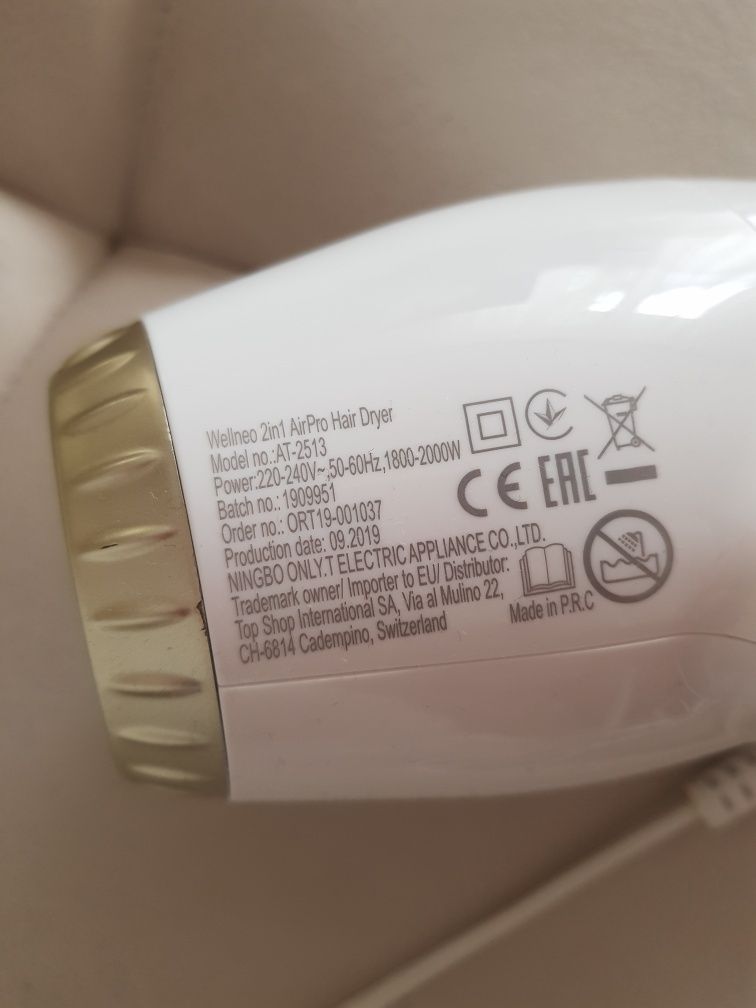 Wellneo 2in1 AirPro Hair Dryer
Model no.:AT-2513
Power:220-240V~,50-60Hz,1800-2000W
Batch no.: 1909951
Order no.: ORT19-001037
Production date: 09.2019
NINGBO ONLY.T ELECTRIC APPLIANCE CO.,LTD.
Trademark owner/ Importer to EU/ Distributor:
Top Shop International SA, Via al Mulino 22,
CH-6814 Cadempino, Switzerland
CE EAC
Made in P.R.C